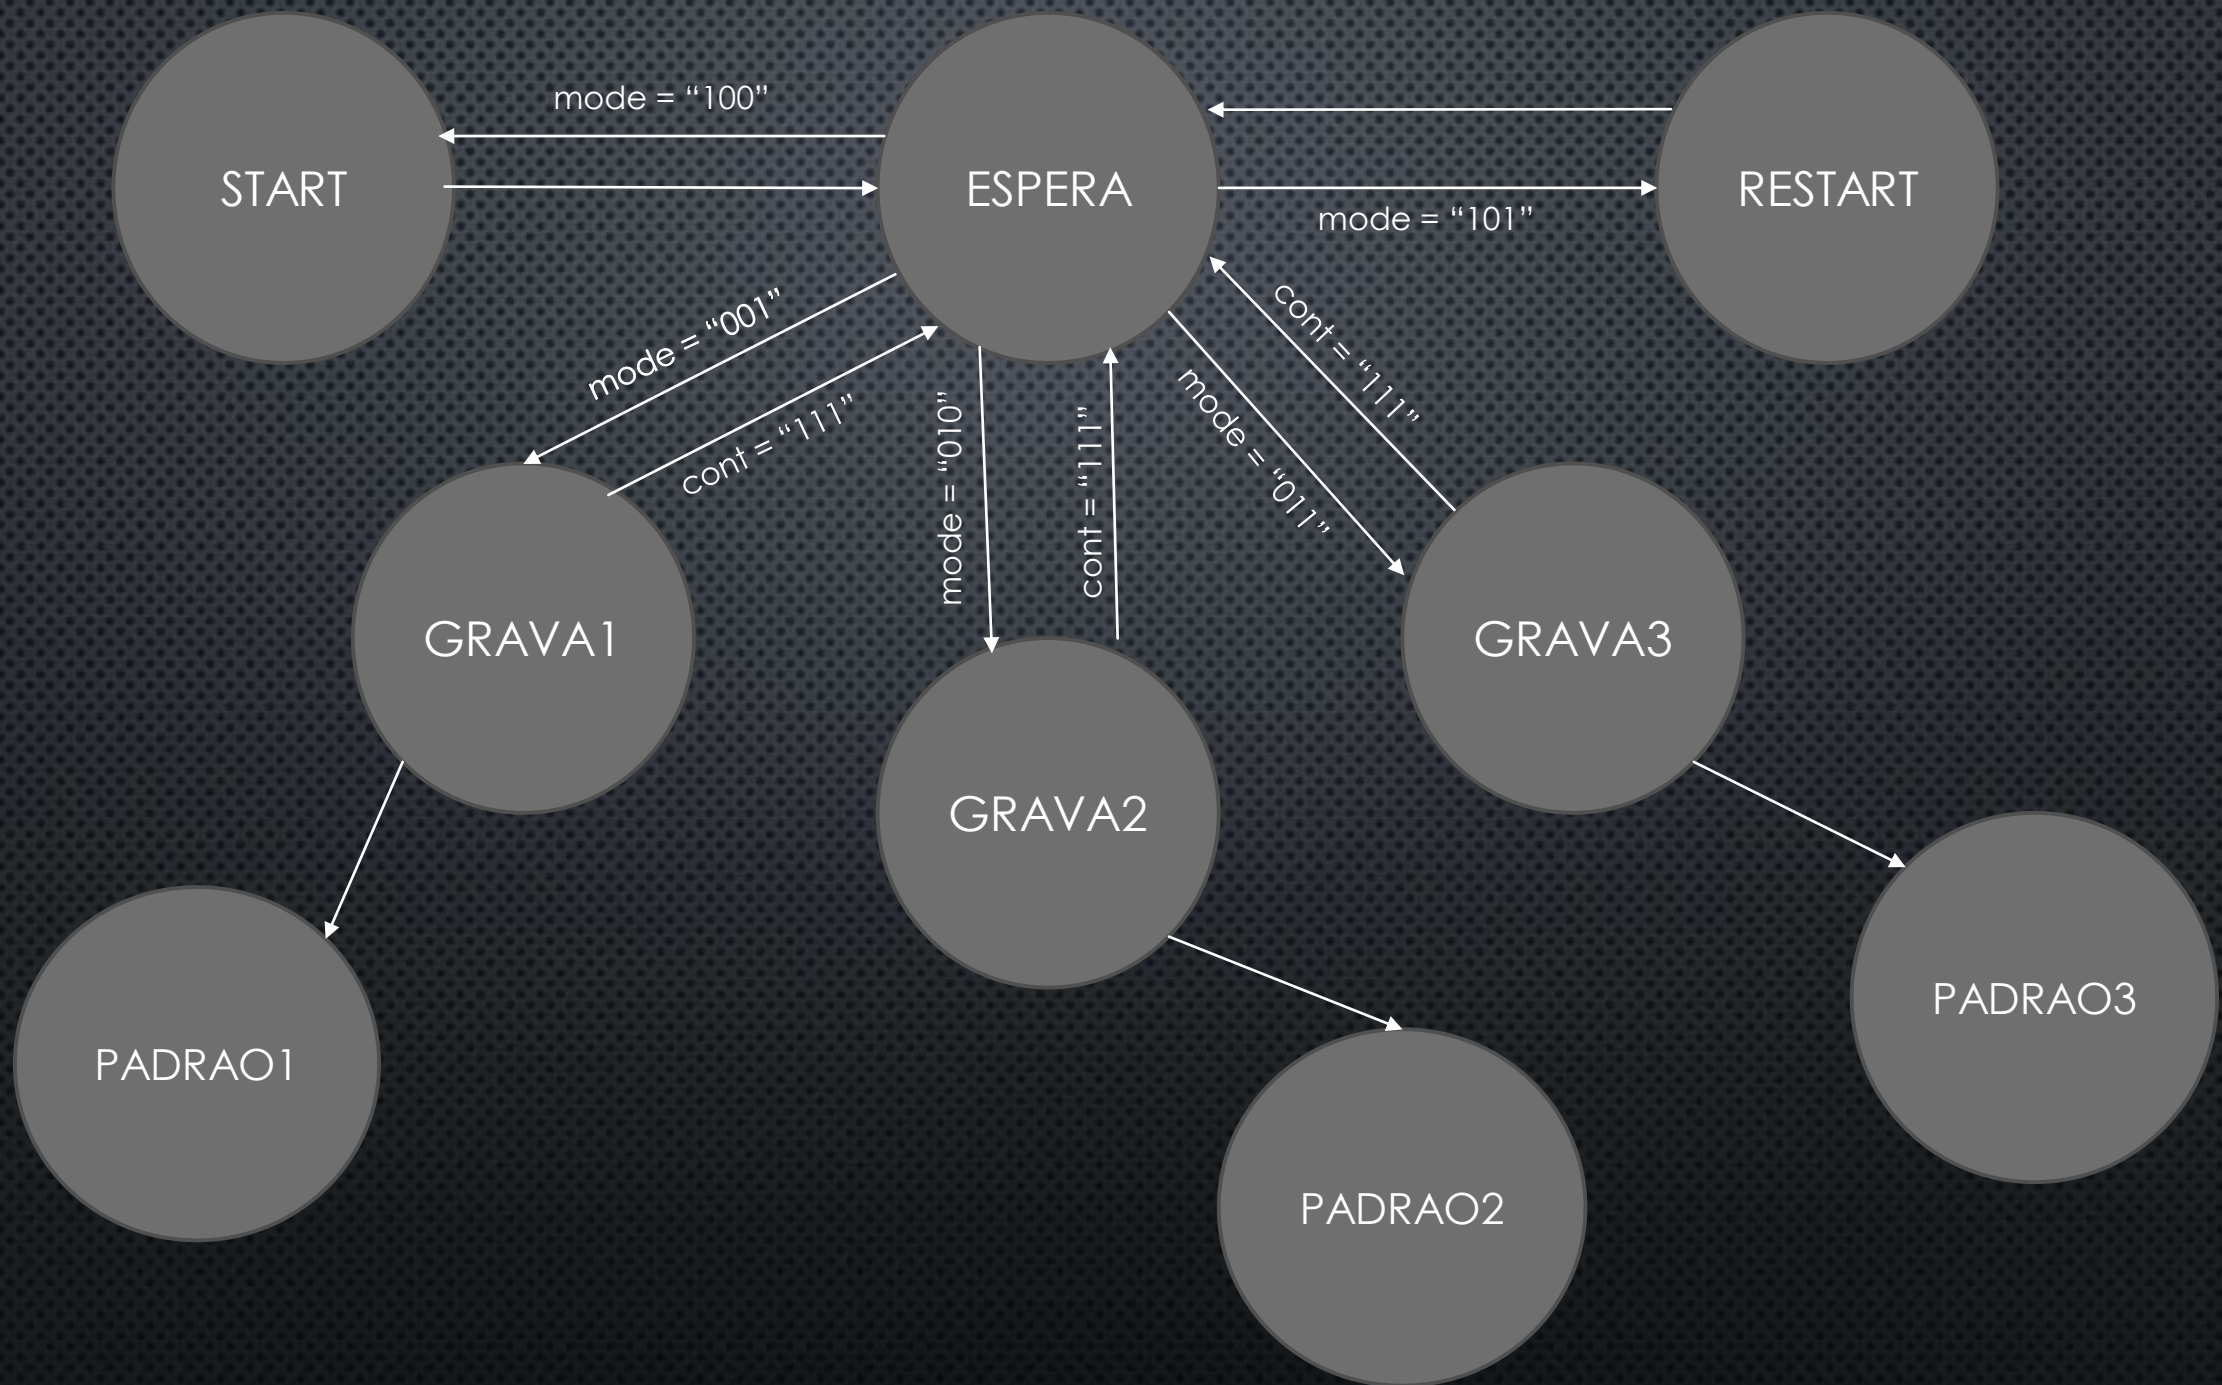 mode = “100”
START
ESPERA
RESTART
mode = “101”
mode = “001”
cont = “111”
mode = “010”
cont = “111”
mode = “011”
cont = “111”
GRAVA1
GRAVA2
GRAVA3
PADRAO1
PADRAO2
PADRAO3